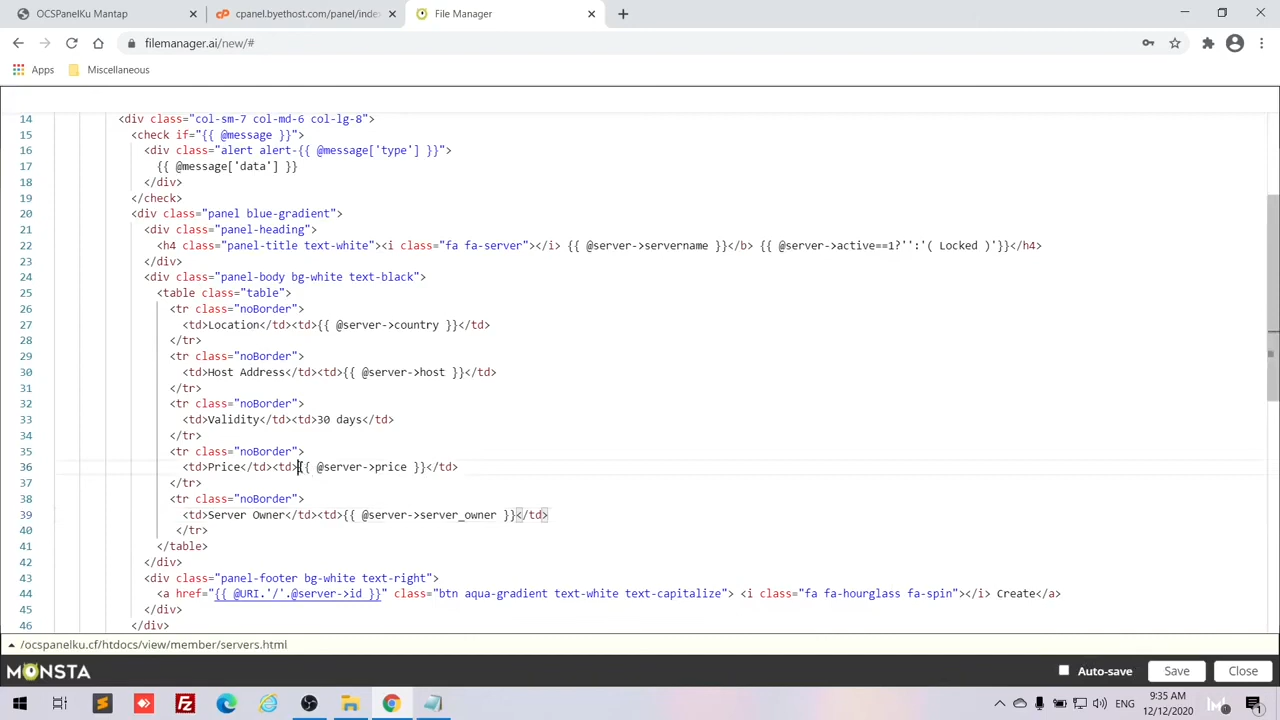 OCSPanelKu Mantap
cpanel.byethost.com/panel/index
File Manager
filemanager.ai/new/#
Apps
Miscellaneous
14 <div class="col-sm-7 col-md-6 col-lg-8">
15 <check if="{{ @message }}">
16 <div class="alert alert-{{ @message['type'] }}">
17 {{ @message['data'] }}
18 </div>
19 </check>
20 <div class="panel blue-gradient">
21 <div class="panel-heading">
22 <h4 class="panel-title text-white"><i class="fa fa-server"></i> {{ @server->servername }}</b> {{ @server->active==1?'':'( Locked )'}}</h4>
23 </div>
24 <div class="panel-body bg-white text-black">
25 <table class="table">
26 <tr class="noBorder">
27 <td>Location</td><td>{{ @server->country }}</td>
28 </tr>
29 <tr class="noBorder">
30 <td>Host Address</td><td>{{ @server->host }}</td>
31 </tr>
32 <tr class="noBorder">
33 <td>Validity</td><td>30 days</td>
34 </tr>
35 <tr class="noBorder">
36 <td>Price</td><td>{{ @server->price }}</td>
37 </tr>
38 <tr class="noBorder">
39 <td>Server Owner</td><td>{{ @server->server_owner }}</td>
40 </tr>
41 </table>
42 </div>
43 <div class="panel-footer bg-white text-right">
44 <a href="{{ @URI.'/'.@server->id }}" class="btn aqua-gradient text-white text-capitalize"> <i class="fa fa-hourglass fa-spin"></i> Create</a>
45 </div>
46 </div>
/ocspanelku.cf/htdocs/view/member/servers.html
MONSTA
Auto-save
Save
Close
ENG
9:35 AM
12/12/2020
1